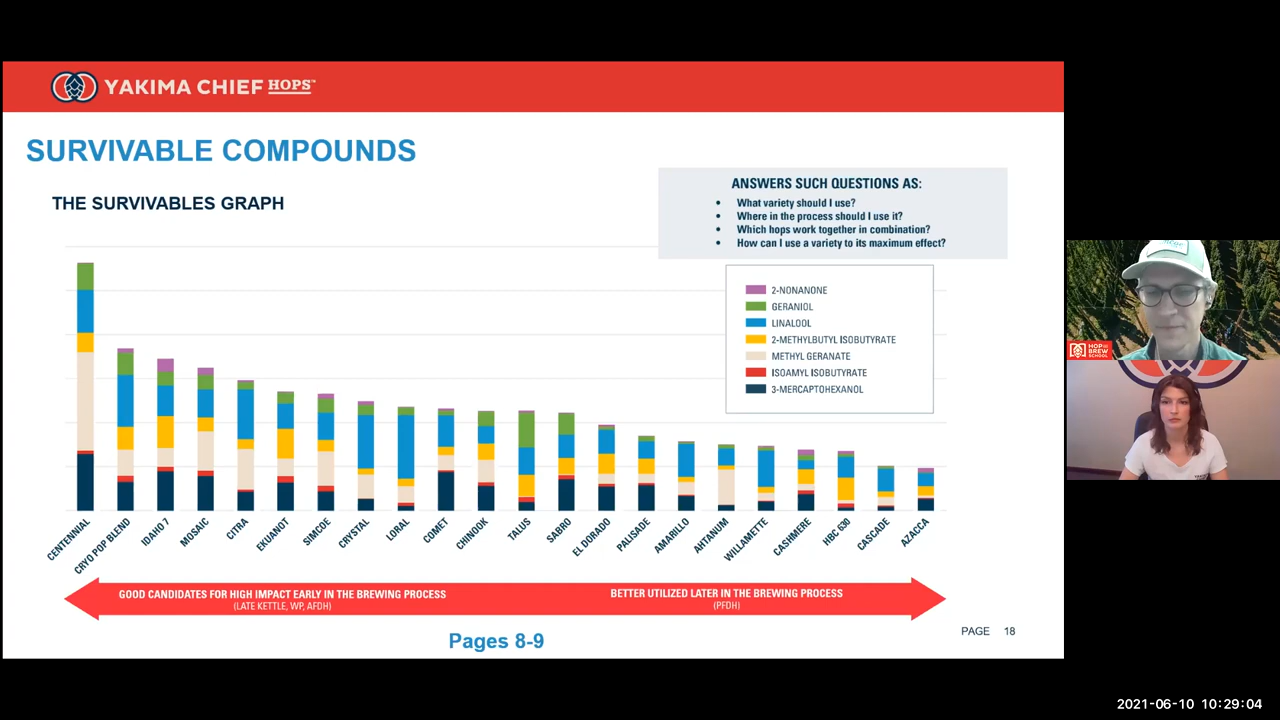 YAKIMA CHIEF HOPS™
SURVIVABLE COMPOUNDS
THE SURVIVABLES GRAPH
ANSWERS SUCH QUESTIONS AS:
• What variety should I use?
• Where in the process should I use it?
• Which hops work together in combination?
• How can I use a variety to its maximum effect?
2-NONANONE
GERANIOL
LINALOOL
2-METHYLBUTYL ISOBUTYRATE
METHYL GERANATE
ISOAMYL ISOBUTYRATE
3-MERCAPTOHEXANOL
CENTENNIAL
CRYO POP BLEND
IDAHO 7
MOSAIC
CITRA
EKUANOT
SIMCOE
CRYSTAL
LORAL
COMET
CHINOOK
TALUS
SABRO
EL DORADO
PALISADE
AMARILLO
AHTANUM
WILLAMETTE
CASHMERE
HBC 630
CASCADE
AZACCA
GOOD CANDIDATES FOR HIGH IMPACT EARLY IN THE BREWING PROCESS
(LATE KETTLE, WP, AFDH)
BETTER UTILIZED LATER IN THE BREWING PROCESS
(PFDH)
Pages 8-9
PAGE 18
HOP AND
BREW
SCHOOL
2021-06-10 10:29:04